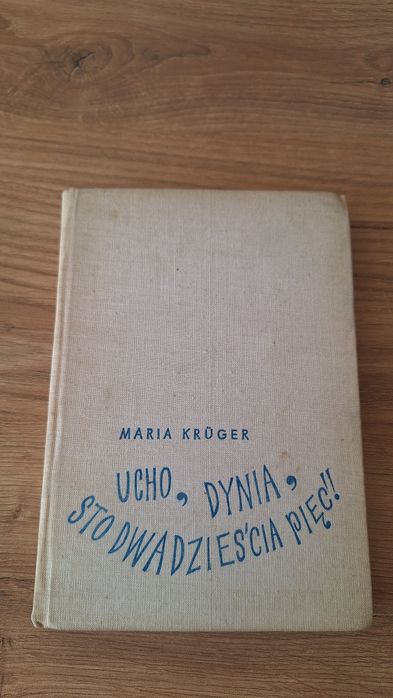 MARIA KRÜGER
UCHO, DYNIA,
STO DWADZIEŚCIA PIĘĆ!!